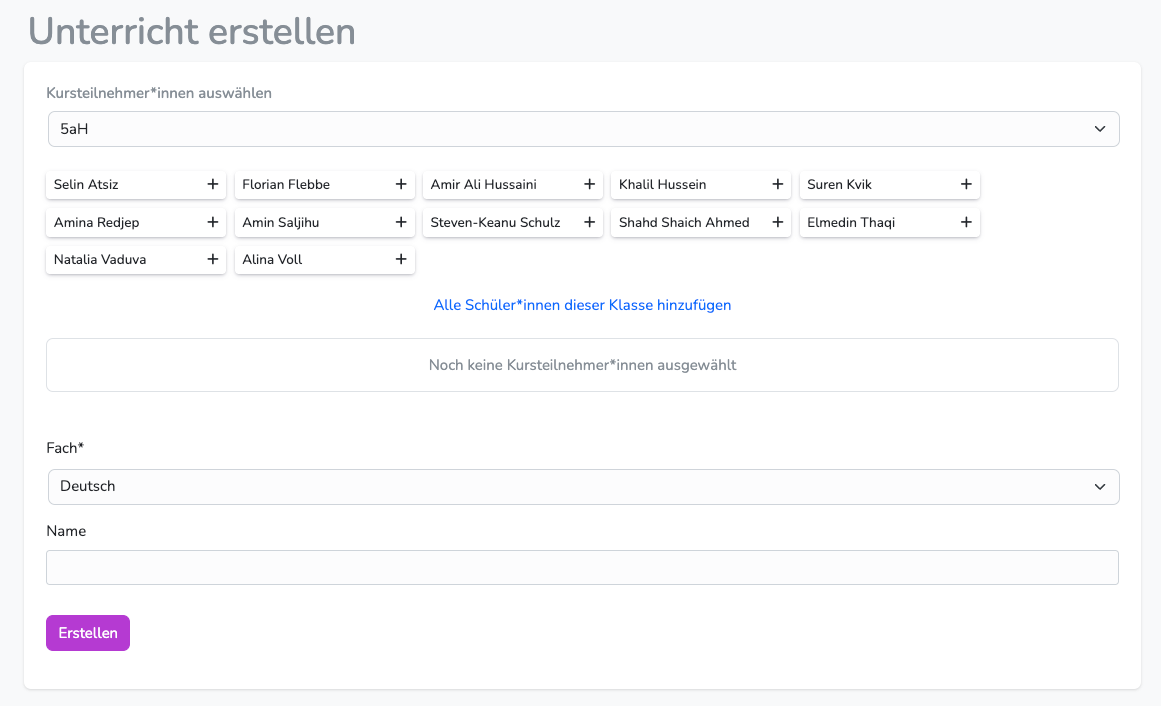 Unterricht erstellen
Kursteilnehmer*innen auswählen
5aH
Selin Atsiz + Florian Flebbe + Amir Ali Hussaini + Khalil Hussein + Suren Kvik +
Amina Redjep + Amin Saljihu + Steven-Keanu Schulz + Shahd Shaich Ahmed + Elmedin Thaqi +
Natalia Vaduva + Alina Voll +
Alle Schüler*innen dieser Klasse hinzufügen
Noch keine Kursteilnehmer*innen ausgewählt
Fach*
Deutsch
Name
Erstellen